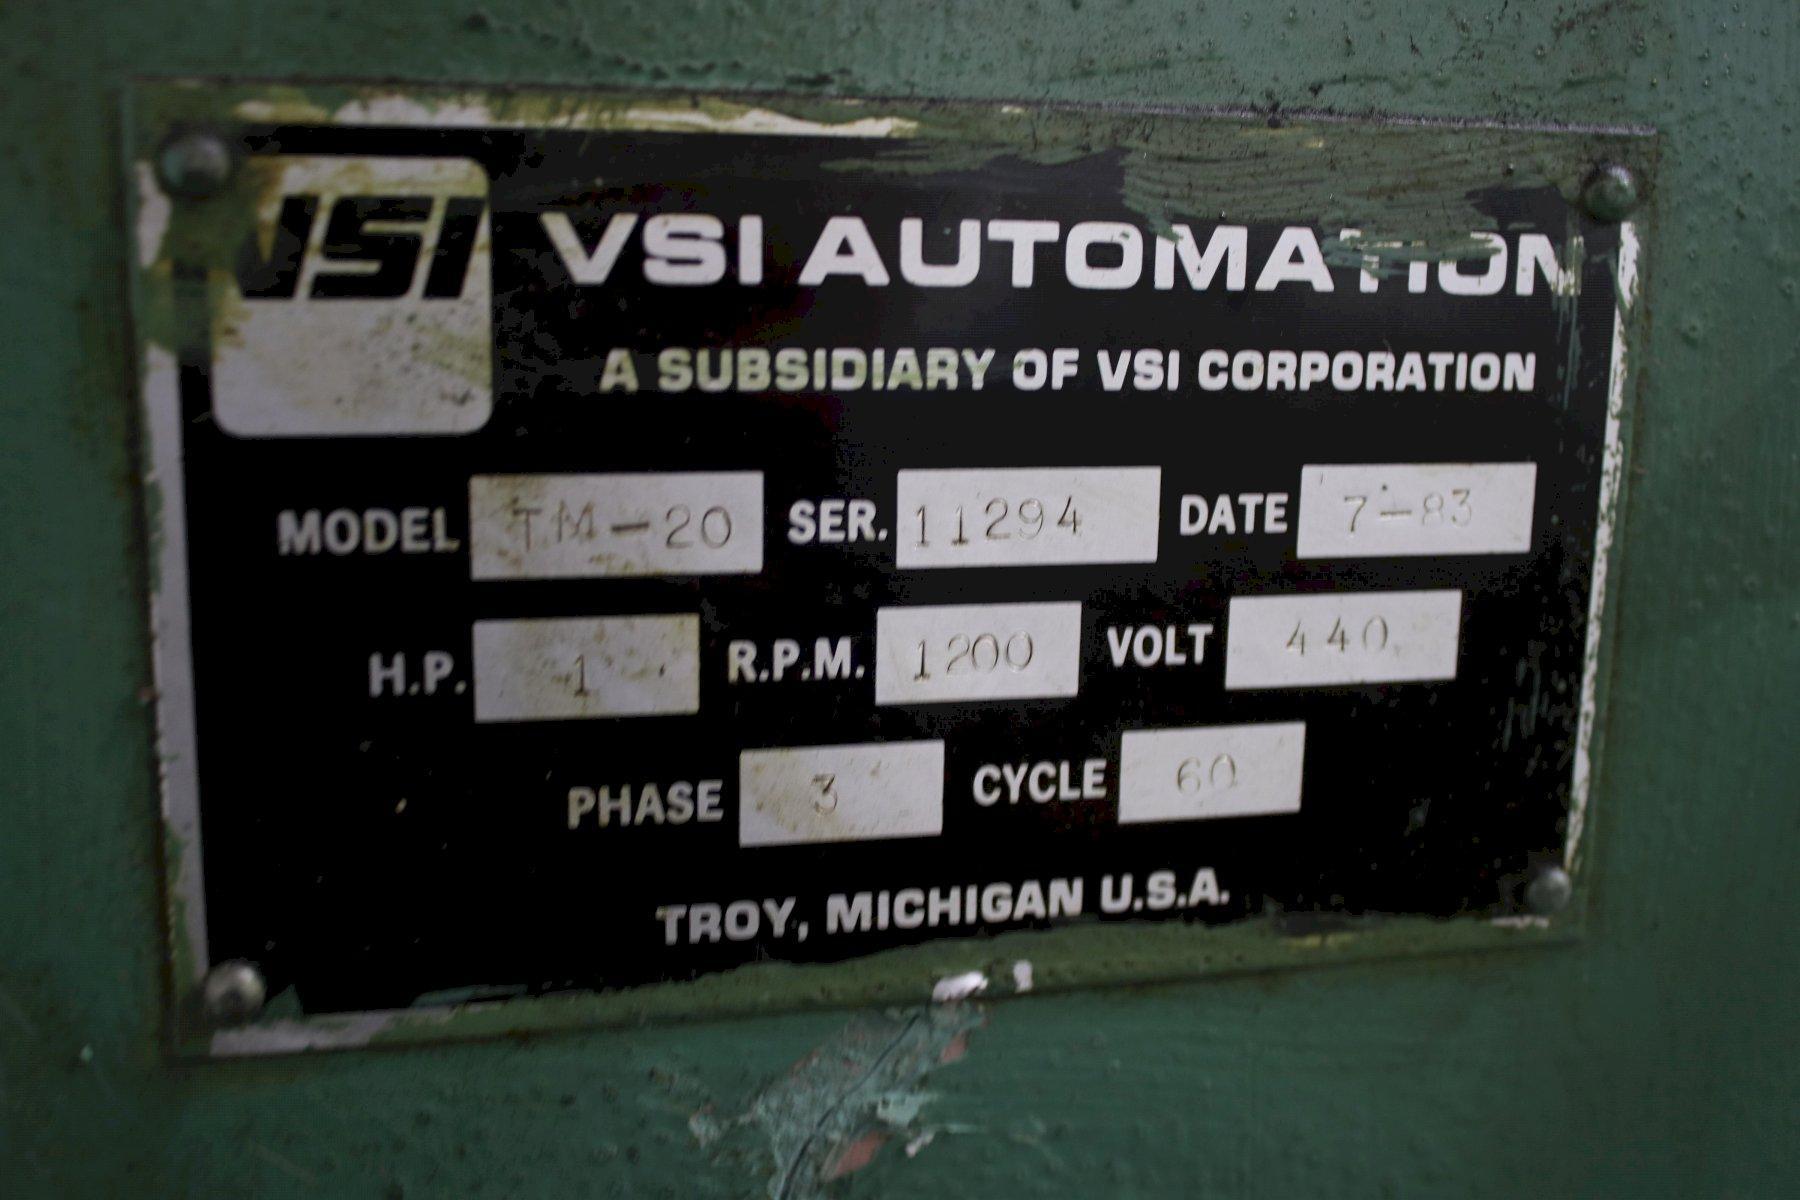 VSI
VSI AUTOMATION
A SUBSIDIARY OF VSI CORPORATION
MODEL TM-20 SER. 11294 DATE 7-83
H.P. 1 R.P.M. 1200 VOLT 440
PHASE 3 CYCLE 60
TROY, MICHIGAN U.S.A.